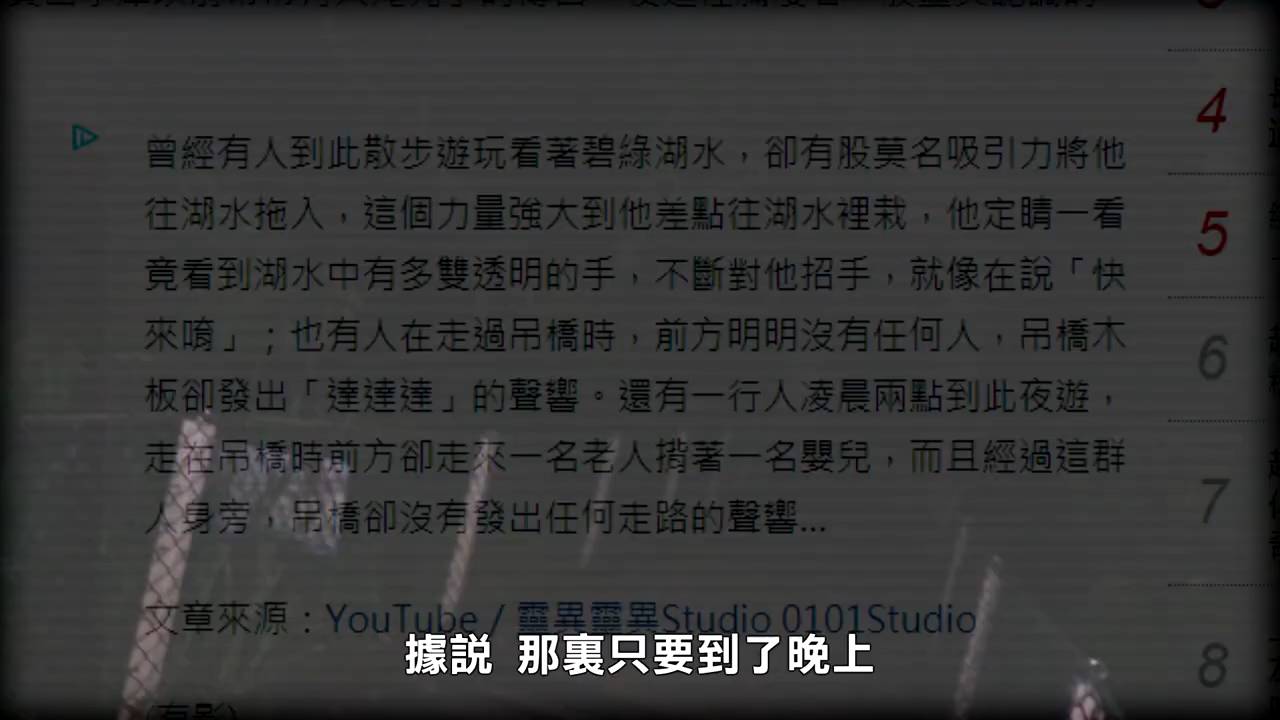 曾經有人到此散步遊玩看著碧綠湖水，卻有股莫名吸引力將他
往湖水拖入，這個力量強大到他差點往湖水裡栽，他定睛一看
竟看到湖水中有多雙透明的手，不斷對他招手，就像在說「快
來唷」；也有人在走過吊橋時，前方明明沒有任何人，吊橋木
板卻發出「達達達」的聲響。還有一行人凌晨兩點到此夜遊，
走在吊橋時前方卻走來一名老人揹著一名嬰兒，而且經過這群
人身旁，吊橋卻沒有發出任何走路的聲響...
文章來源：YouTube / 靈異靈異Studio 0101Studio
據説 那裏只要到了晚上
4
5
6
7
8